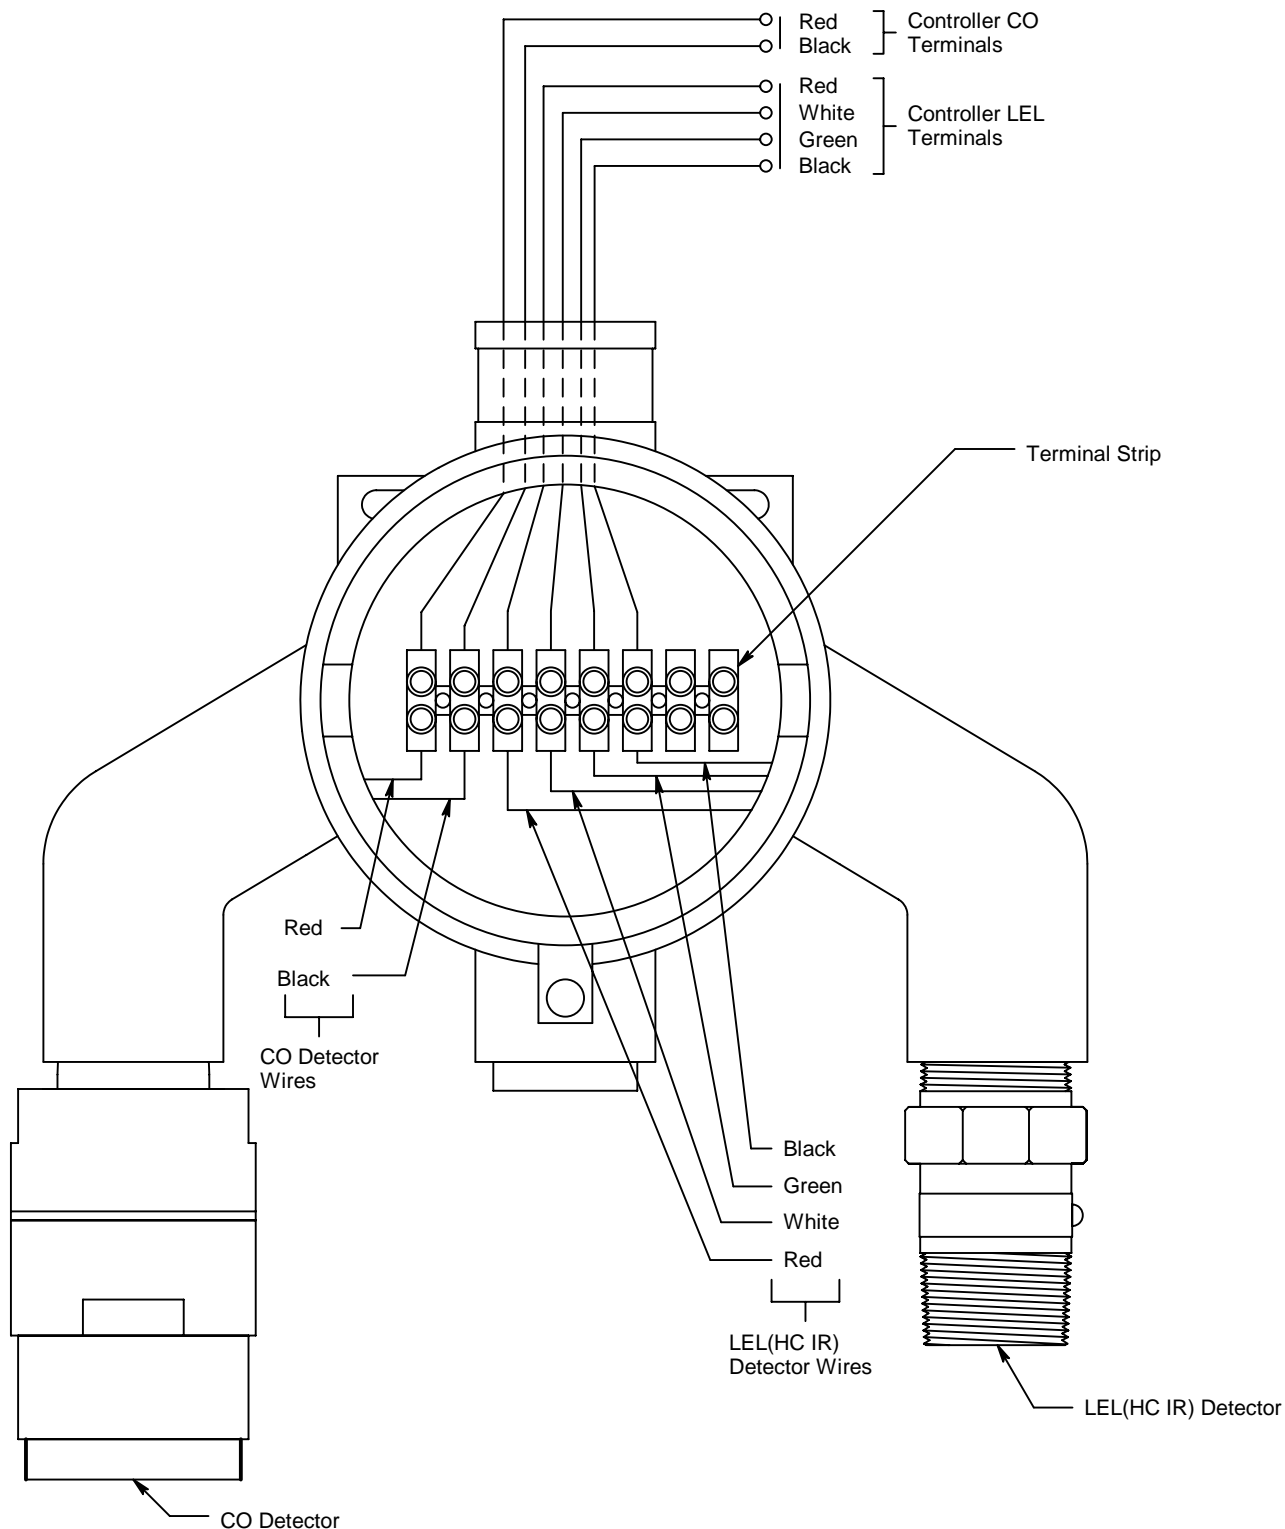 Red
Black
Controller CO
Terminals
Red
White
Green
Black
Controller LEL
Terminals
Terminal Strip
Red
Black
CO Detector
Wires
Black
Green
White
Red
LEL(HC IR)
Detector Wires
LEL(HC IR) Detector
CO Detector